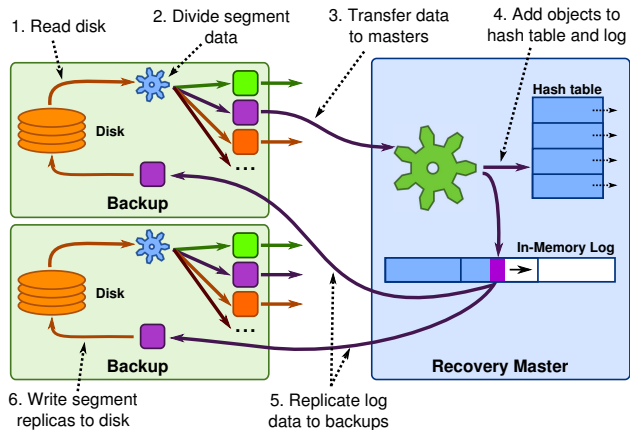 1. Read disk
2. Divide segment
data
3. Transfer data
to masters
4. Add objects to
hash table and log
Hash table
Disk
...
Backup
In-Memory Log
Disk
...
Backup
Recovery Master
6. Write segment
replicas to disk
5. Replicate log
data to backups